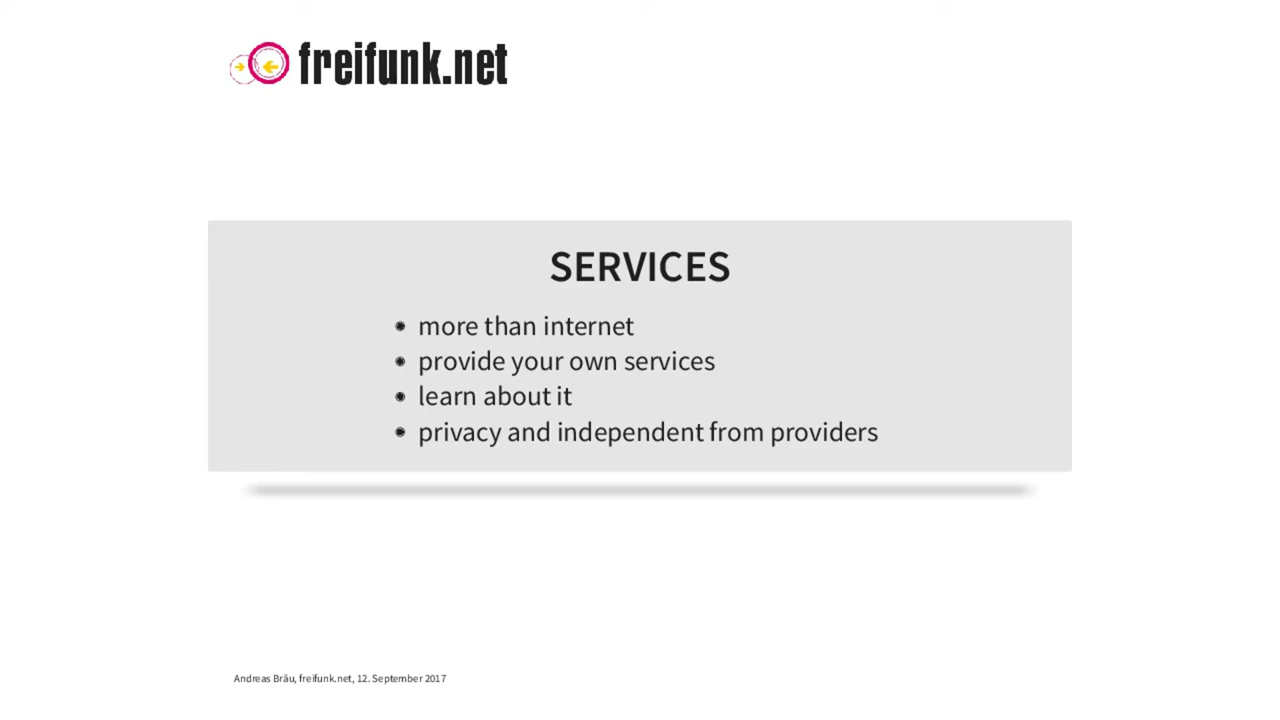 freifunk.net
SERVICES
more than internet
provide your own services
learn about it
privacy and independent from providers
Andreas Bräu, freifunk.net, 12. September 2017